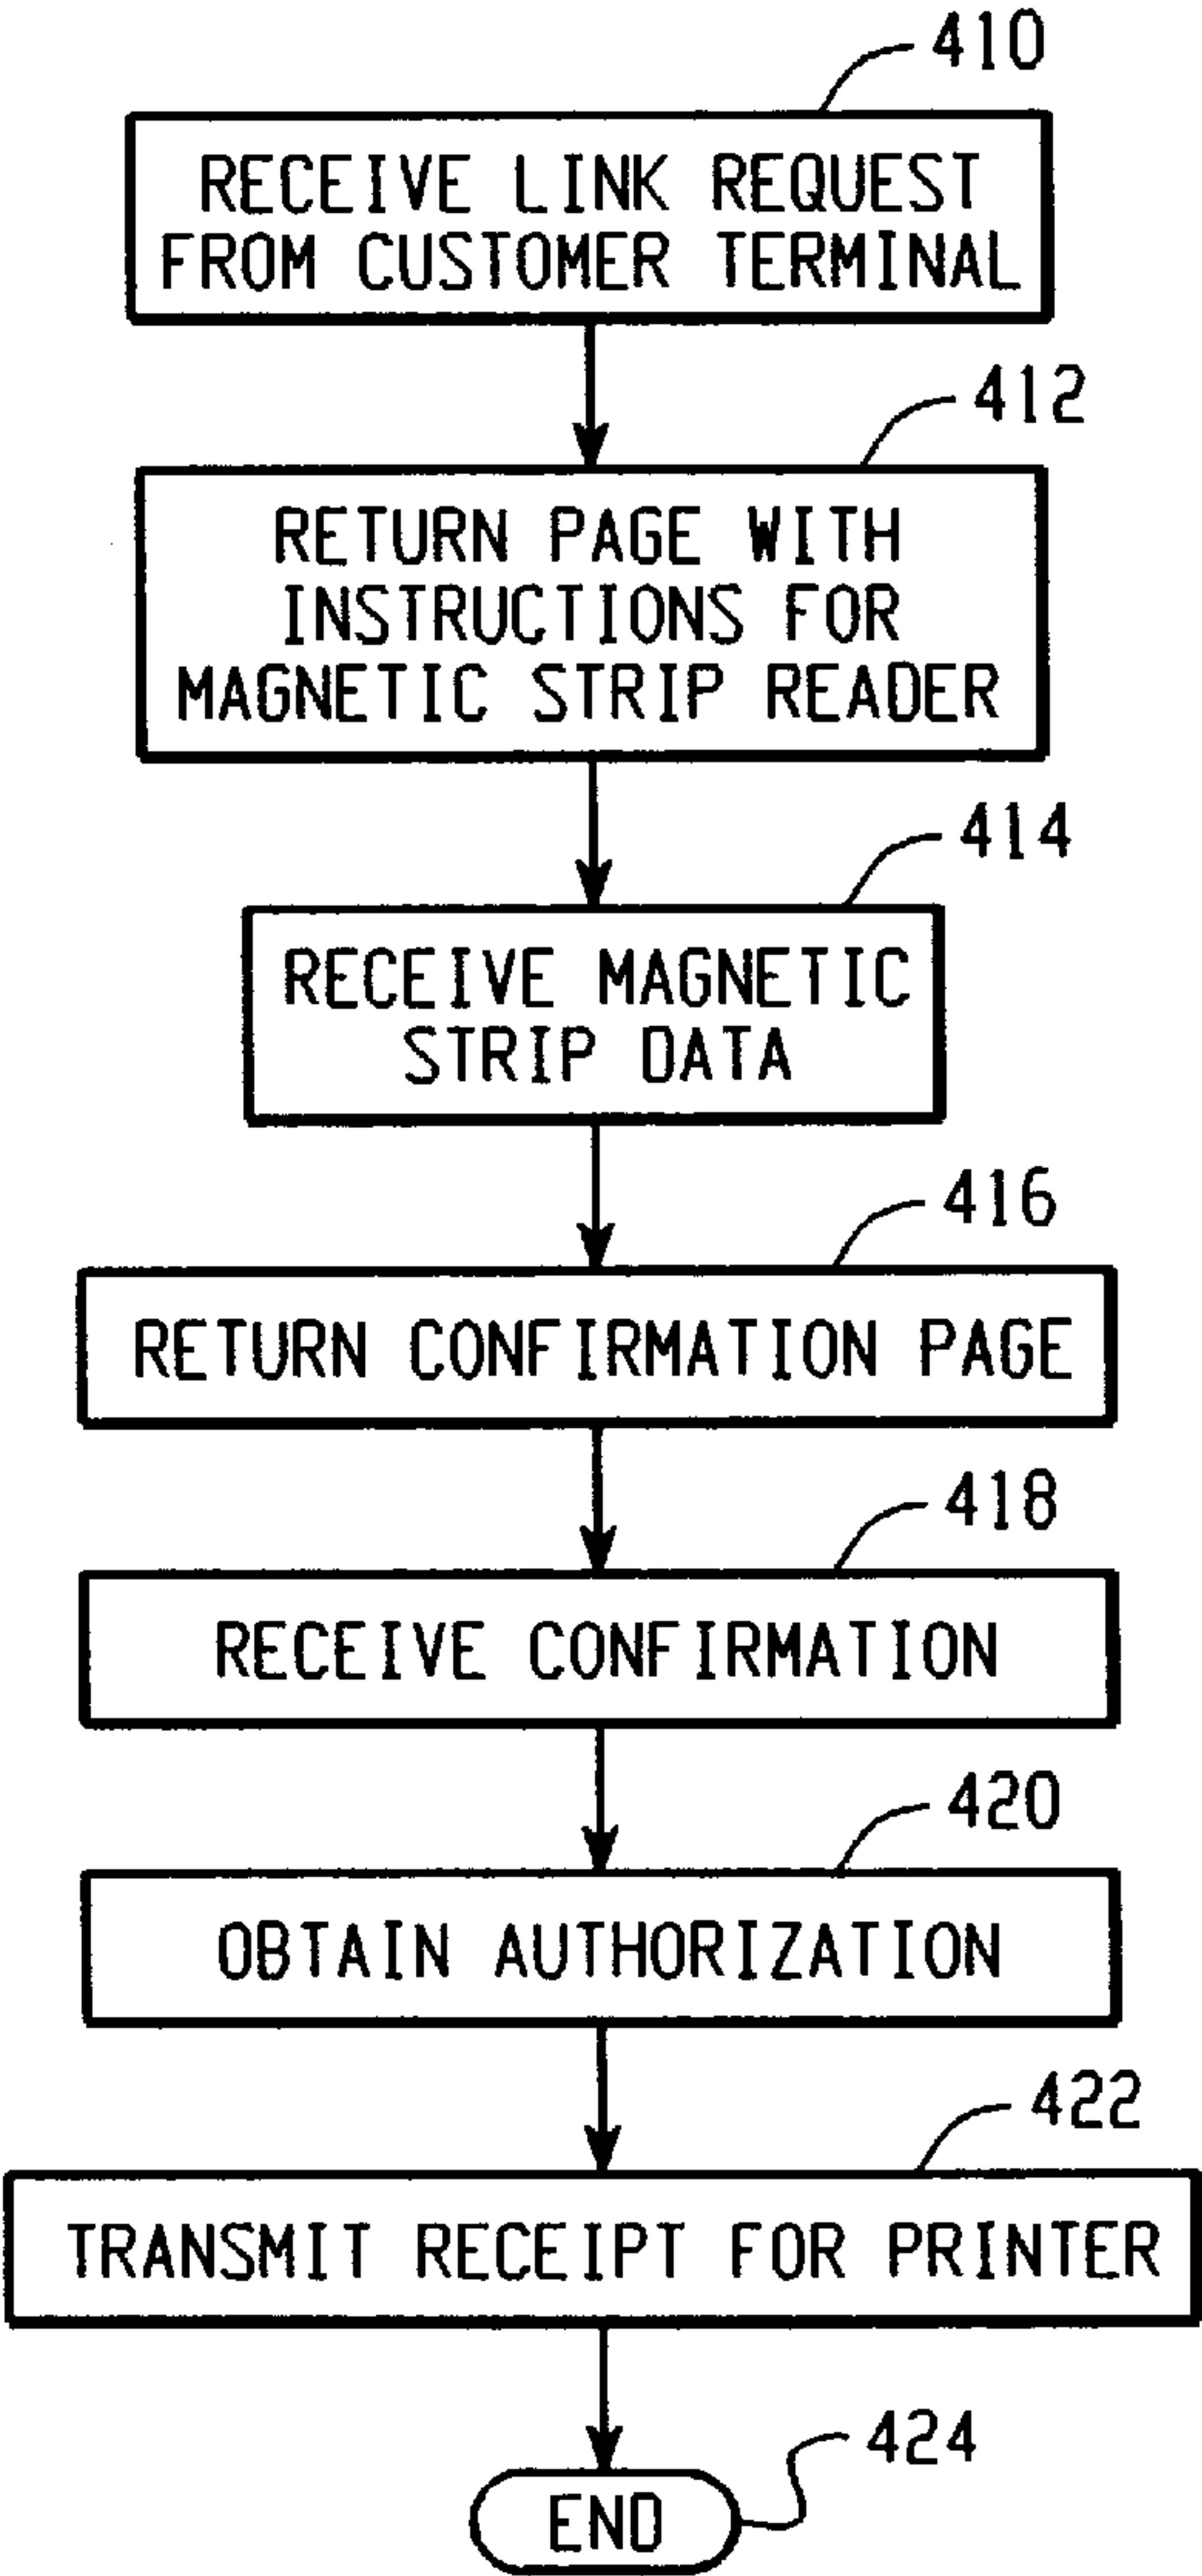 410
RECEIVE LINK REQUEST
FROM CUSTOMER TERMINAL
412
RETURN PAGE WITH
INSTRUCTIONS FOR
MAGNETIC STRIP READER
414
RECEIVE MAGNETIC
STRIP DATA
416
RETURN CONFIRMATION PAGE
418
RECEIVE CONFIRMATION
420
OBTAIN AUTHORIZATION
422
TRANSMIT RECEIPT FOR PRINTER
424
END